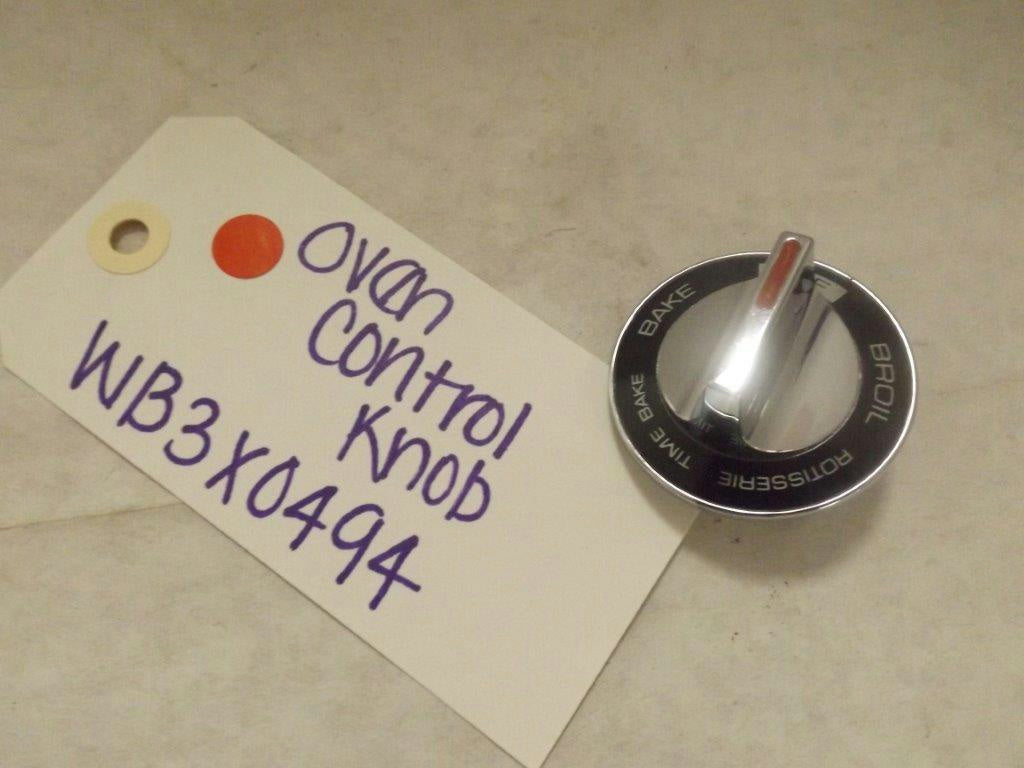 Oven
Control
Knob
WB3X0494
BAKE
BROIL
ROTISSERIE
TIME BAKE